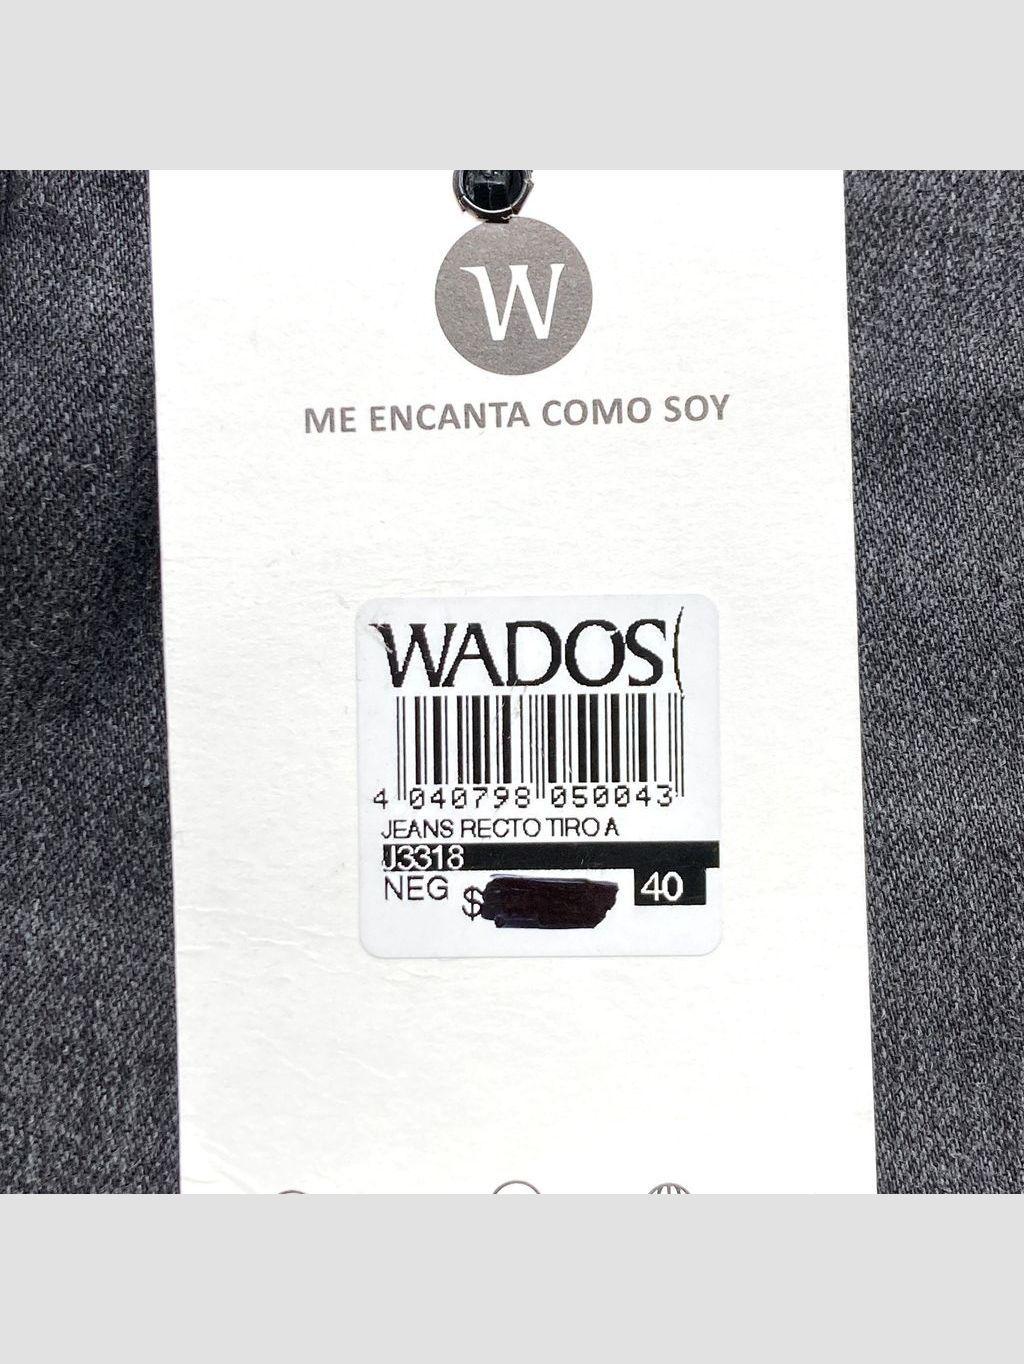 W
ME ENCANTA COMO SOY
WADOS(
4 040798 050043
JEANS RECTO TIRO A
J3318
NEG $ 40